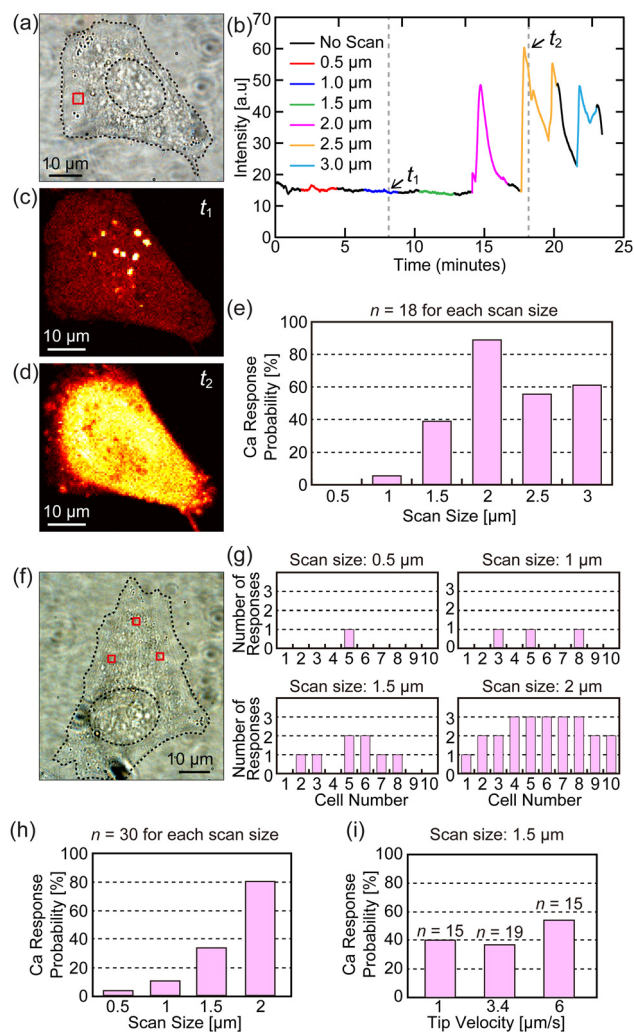 (a)
10 µm
(b)
Intensity [a.u]
70
60
50
40
30
20
10
0 5 10 15 20 25
Time (minutes)
No Scan
0.5 µm
1.0 µm
1.5 µm
2.0 µm
2.5 µm
3.0 µm
t1
t2
(c)
t1
10 µm
(d)
t2
10 µm
(e)
n = 18 for each scan size
Ca Response
Probability [%]
100
80
60
40
20
0
0.5 1 1.5 2 2.5 3
Scan Size [µm]
(f)
10 µm
(g)
Scan size: 0.5 µm
Number of
Responses
3
2
1
0
1 2 3 4 5 6 7 8 9 10
Scan size: 1 µm
3
2
1
0
1 2 3 4 5 6 7 8 9 10
Scan size: 1.5 µm
Number of
Responses
3
2
1
0
1 2 3 4 5 6 7 8 9 10
Cell Number
Scan size: 2 µm
3
2
1
0
1 2 3 4 5 6 7 8 9 10
Cell Number
(h)
n = 30 for each scan size
Ca Response
Probability [%]
100
80
60
40
20
0
0.5 1 1.5 2
Scan Size [µm]
(i)
Scan size: 1.5 µm
Ca Response
Probability [%]
100
80
60
40
20
0
n = 15
n = 19
n = 15
1 3.4 6
Tip Velocity [µm/s]